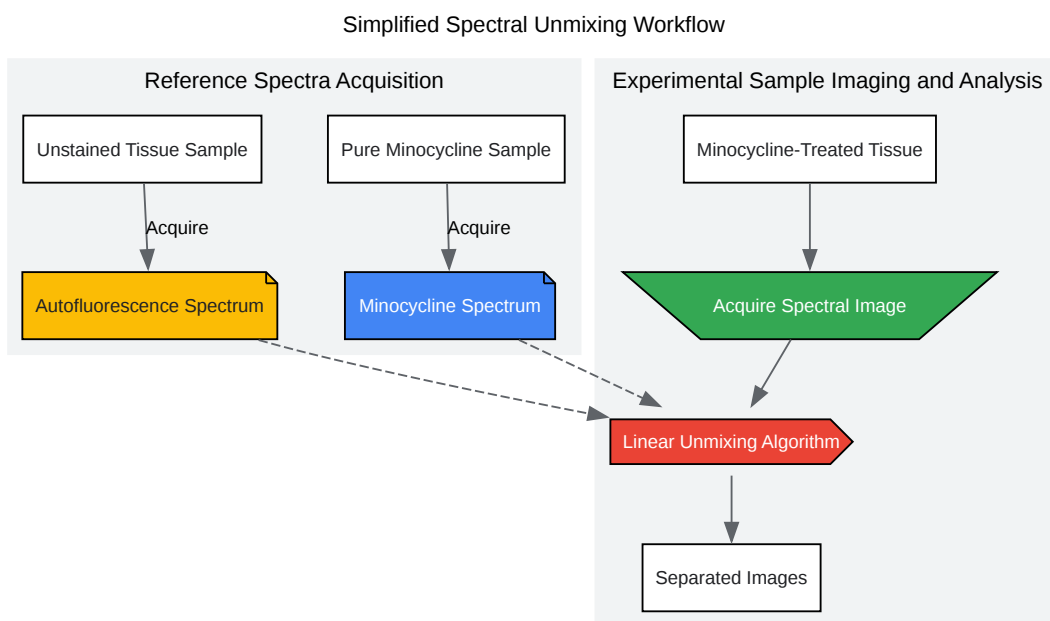 Simplified Spectral Unmixing Workflow
Reference Spectra Acquisition
Unstained Tissue Sample
Pure Minocycline Sample
Acquire
Acquire
Autofluorescence Spectrum
Minocycline Spectrum
Experimental Sample Imaging and Analysis
Minocycline-Treated Tissue
Acquire Spectral Image
Linear Unmixing Algorithm
Separated Images